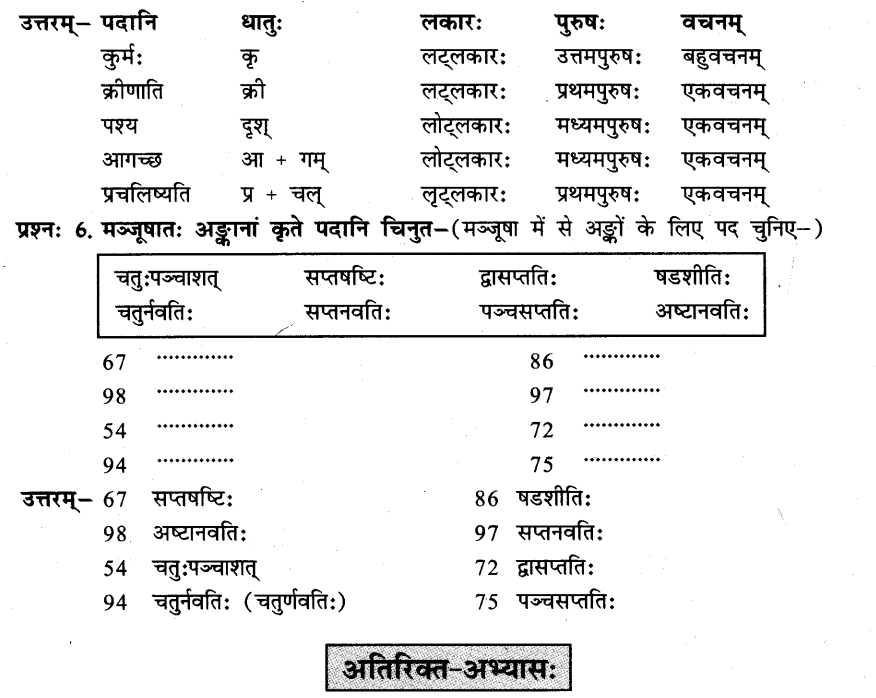 उत्तरम्– पदानि धातुः लकारः पुरुषः वचनम्
कुर्मः कृ लट्लकारः उत्तमपुरुषः बहुवचनम्
क्रीणाति क्री लट्लकारः प्रथमपुरुषः एकवचनम्
पश्य दृश् लोट्लकारः मध्यमपुरुषः एकवचनम्
आगच्छ आ + गम् लोट्लकारः मध्यमपुरुषः एकवचनम्
प्रचलिष्यति प्र + चल् लृट्लकारः प्रथमपुरुषः एकवचनम्
प्रश्नः 6. मञ्जूषातः अङ्कानां कृते पदानि चिनुत–(मञ्जूषा में से अङ्कों के लिए पद चुनिए–)
चतुःपञ्चाशत् सप्तषष्टिः द्वासप्ततिः षडशीतिः
चतुर्नवतिः सप्तनवतिः पञ्चसप्ततिः अष्टानवतिः
67 ............. 86 .............
98 ............. 97 .............
54 ............. 72 .............
94 ............. 75 .............
उत्तरम्– 67 सप्तषष्टिः 86 षडशीतिः
98 अष्टानवतिः 97 सप्तनवतिः
54 चतुःपञ्चाशत् 72 द्वासप्ततिः
94 चतुर्नवतिः (चतुर्णवतिः) 75 पञ्चसप्ततिः
अतिरिक्त-अभ्यासः